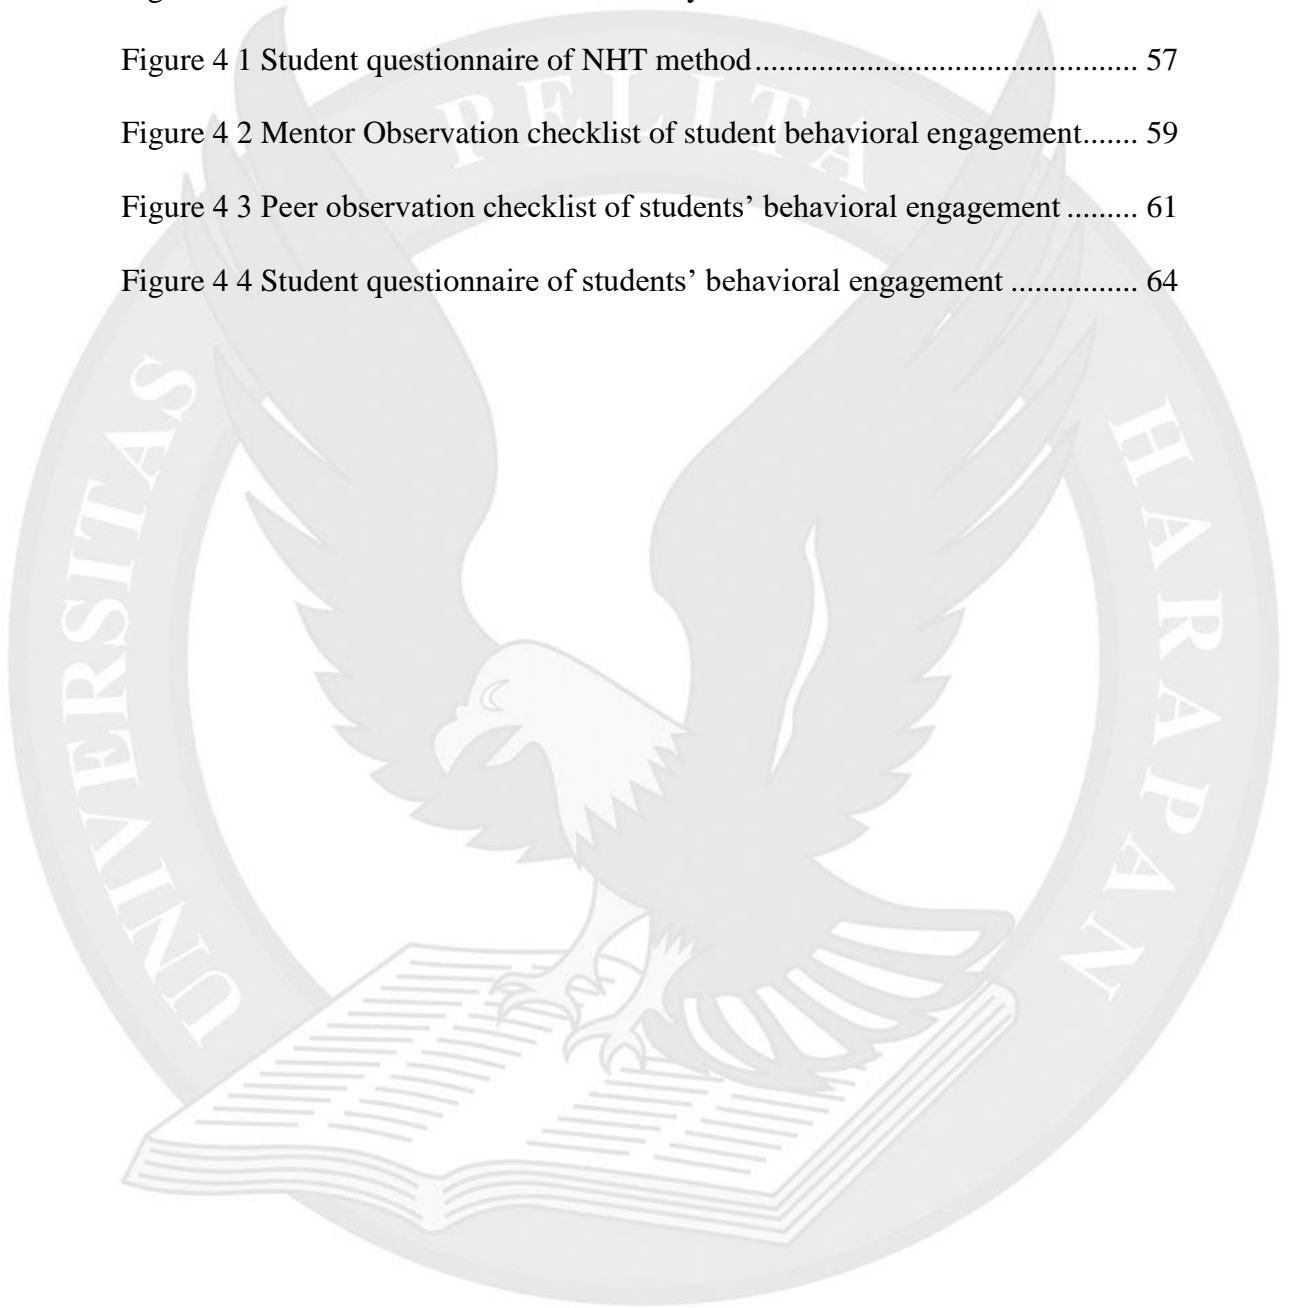 Figure 4 1 Student questionnaire of NHT method................................................ 57
Figure 4 2 Mentor Observation checklist of student behavioral engagement....... 59
Figure 4 3 Peer observation checklist of students’ behavioral engagement ......... 61
Figure 4 4 Student questionnaire of students’ behavioral engagement ................ 64
UNIVERSITAS PELITA HARAPAN